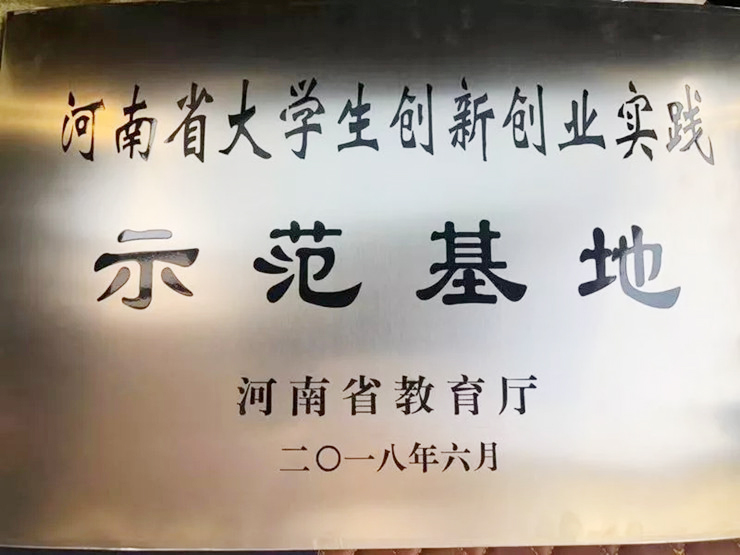 河南省大学生创新创业实践
示范基地
河南省教育厅
二〇一八年六月